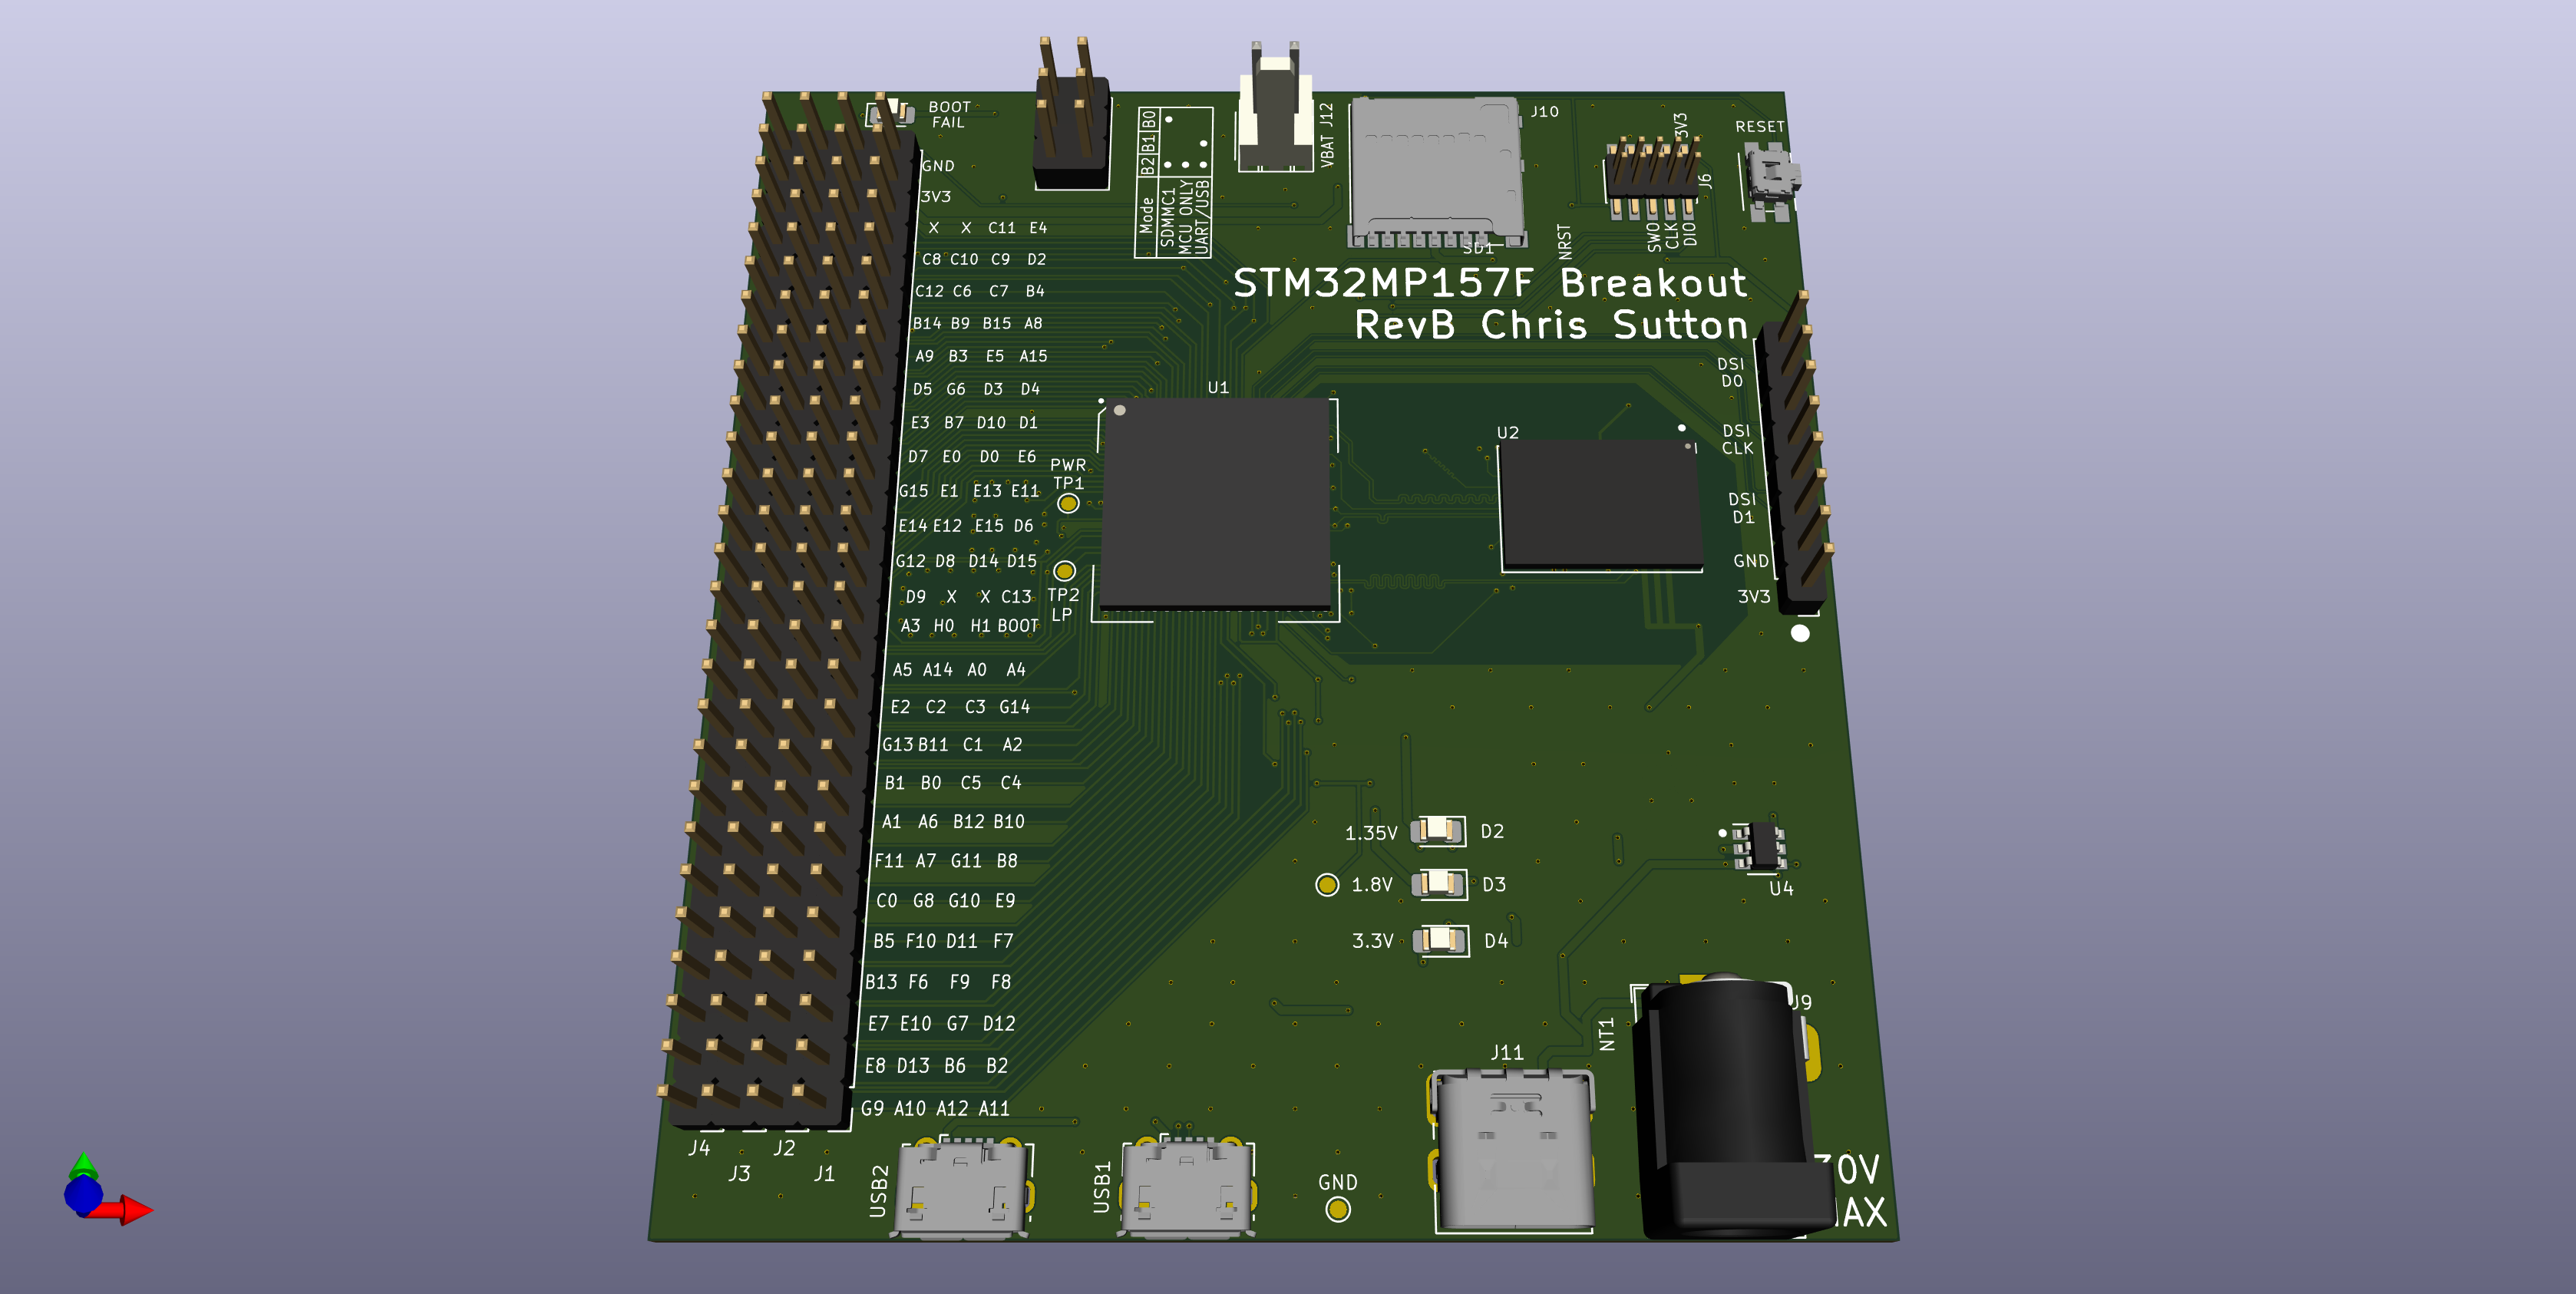 BOOT
FAIL
GND
3V3
X X C11 E4
C8 C10 C9 D2
C12 C6 C7 B4
B14 B9 B15 A8
A9 B3 E5 A15
D5 G6 D3 D4
E3 B7 D10 D1
D7 E0 D0 E6
G15 E1 E13 E11
E14 E12 E15 D6
G12 D8 D14 D15
D9 X X C13
A3 H0 H1 BOOT
A5 A14 A0 A4
E2 C2 C3 G14
G13 B11 C1 A2
B1 B0 C5 C4
A1 A6 B12 B10
F11 A7 G11 B8
C0 G8 G10 E9
B5 F10 D11 F7
B13 F6 F9 F8
E7 E10 G7 D12
E8 D13 B6 B2
G9 A10 A12 A11
J4
J3
J2
J1
Mode B2 B1 B0
SDMMC1
MCU ONLY
UART/USB
VBAT J12
J10
SD1
3V3
J6
NRST
SWO
CLK
DIO
RESET
STM32MP157F Breakout
RevB Chris Sutton
U1
U2
PWR
TP1
TP2
LP
DSI
D0
DSI
CLK
DSI
D1
GND
3V3
1.35V D2
1.8V D3
3.3V D4
U4
J9
NT1
J11
USB2
USB1
GND
30V
MAX